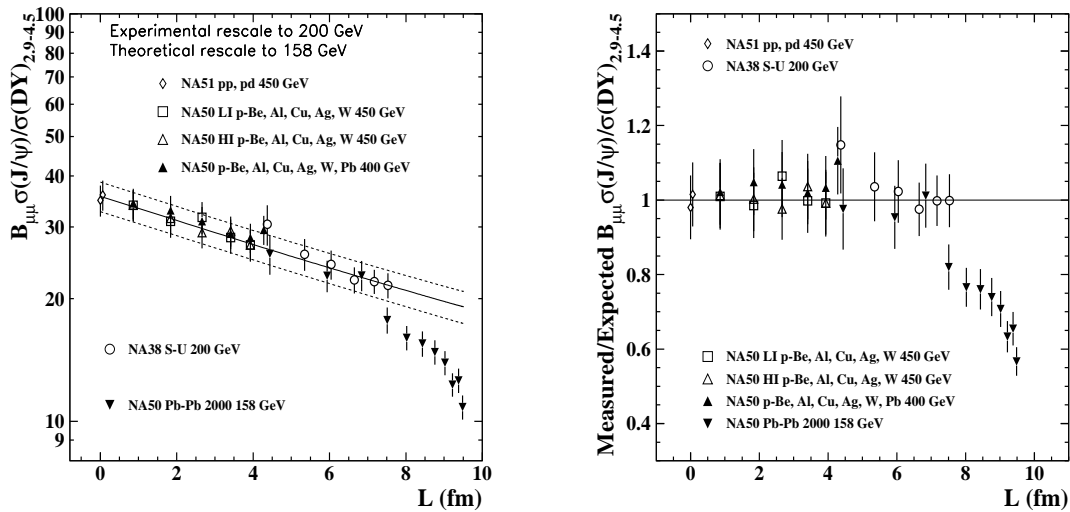 Experimental rescale to 200 GeV
Theoretical rescale to 158 GeV
NA51 pp, pd 450 GeV
NA50 LI p-Be, Al, Cu, Ag, W 450 GeV
NA50 HI p-Be, Al, Cu, Ag, W 450 GeV
NA50 p-Be, Al, Cu, Ag, W, Pb 400 GeV
NA38 S-U 200 GeV
NA50 Pb-Pb 2000 158 GeV
B_μμ σ(J/ψ)/σ(DY)_2.9-4.5
100
90
80
70
60
50
40
30
20
10
9
0 2 4 6 8 10
L (fm)
NA51 pp, pd 450 GeV
NA38 S-U 200 GeV
NA50 LI p-Be, Al, Cu, Ag, W 450 GeV
NA50 HI p-Be, Al, Cu, Ag, W 450 GeV
NA50 p-Be, Al, Cu, Ag, W, Pb 400 GeV
NA50 Pb-Pb 2000 158 GeV
Measured/Expected B_μμ σ(J/ψ)/σ(DY)_2.9-4.5
1.4
1.2
1
0.8
0.6
0.4
0 2 4 6 8 10
L (fm)